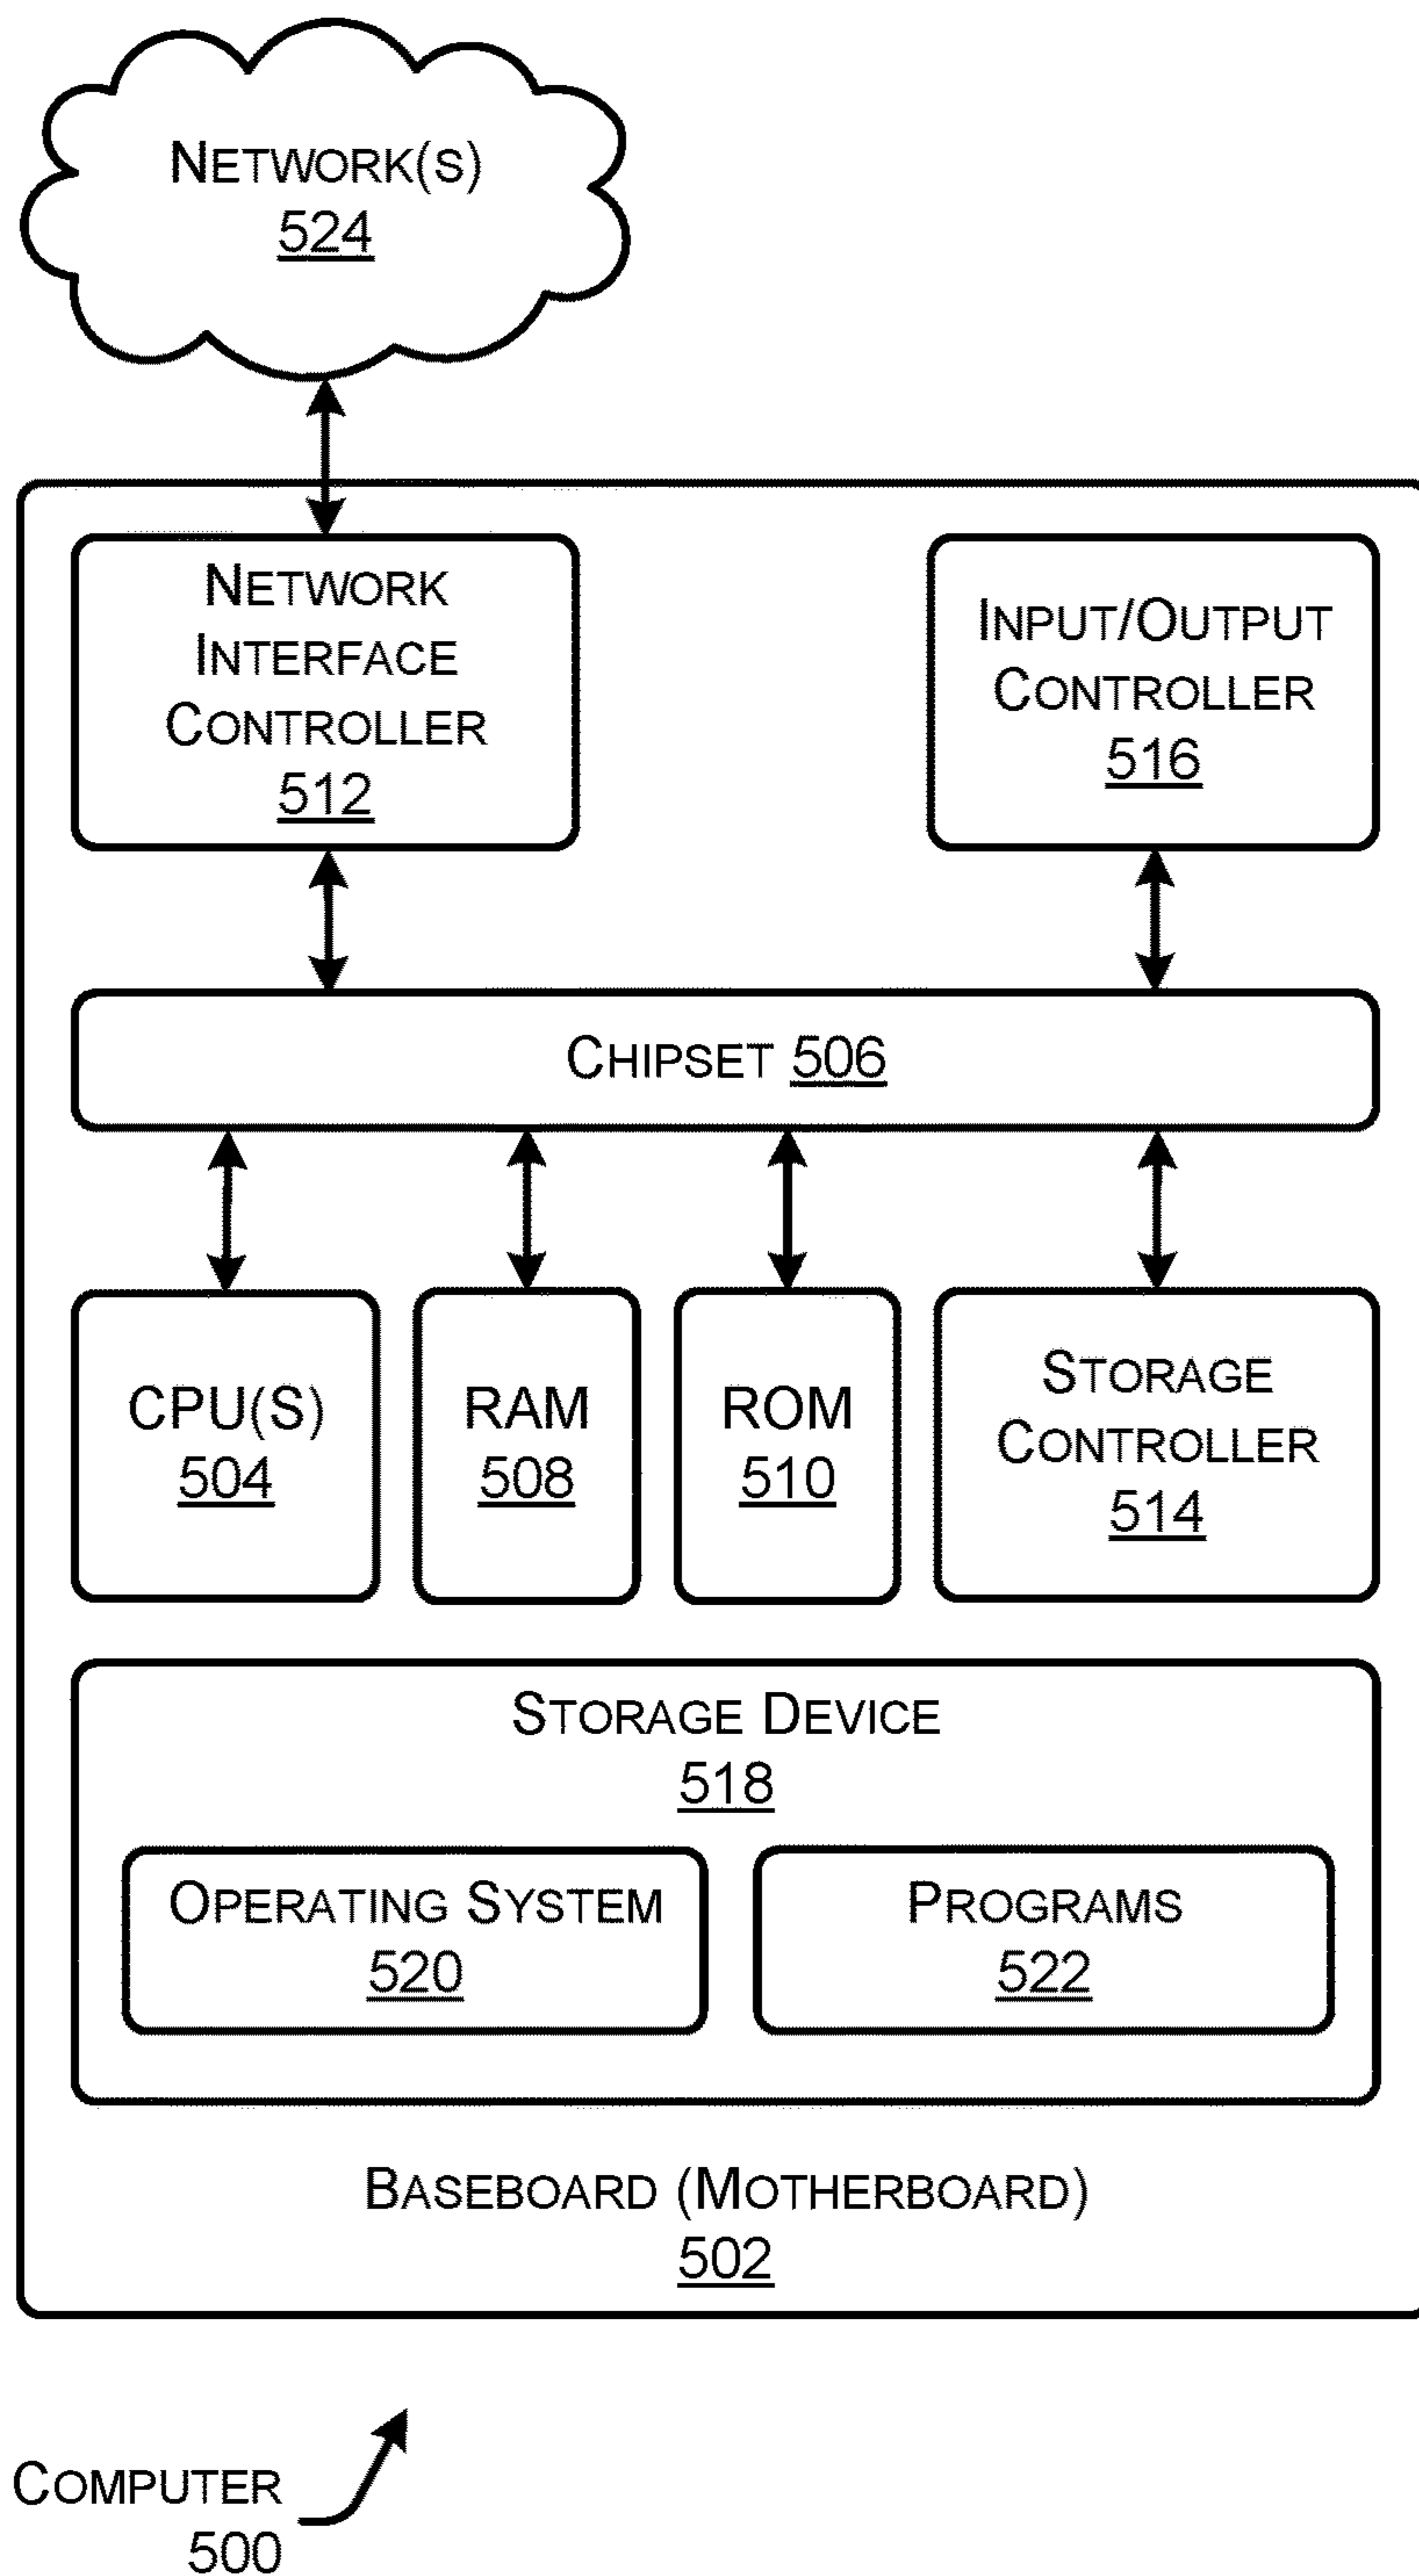 NETWORK(S)
524
NETWORK
INTERFACE
CONTROLLER
512
INPUT/OUTPUT
CONTROLLER
516
CHIPSET 506
CPU(S)
504
RAM
508
ROM
510
STORAGE
CONTROLLER
514
STORAGE DEVICE
518
OPERATING SYSTEM
520
PROGRAMS
522
BASEBOARD (MOTHERBOARD)
502
COMPUTER
500